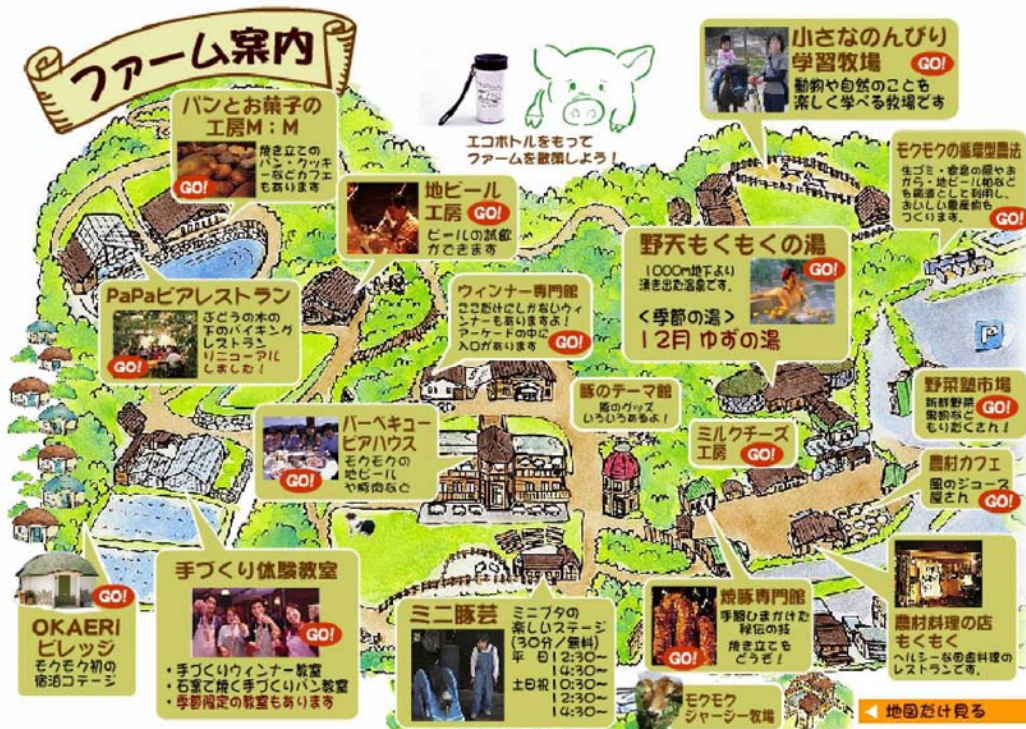 ファーム案内
パンとお菓子の
工房M:M
焼き立ての
パン・クッキ
ーなどカフェ
もあります
GO!
エコボトルをもって
ファームを散策しよう!
小さなのんびり
学習牧場
GO!
動物や自然のことも
楽しく学べる牧場です
モクモクの循環型農法
生ゴミ・家畜の尿やお
から・地ビール粕なども
肥料として利用し、
おいしい農産物を
つくります。
GO!
地ビール
工房
GO!
ビールの試飲
ができます
野天もくもくの湯
1000m地下より
湧き出た温泉です。
GO!
<季節の湯>
12月 ゆずの湯
PaPaビアレストラン
ぶどうの木の
下のバイキング
レストラン
リニューアル
しました!
GO!
ウィンナー専門館
ここだけにしかないウィ
ンナーもありますよ!
アーケードの中に
入口があります
GO!
P
豚のテーマ館
豚のグッズ
いろいろあるよ!
野菜塾市場
新鮮野菜
果物など
もりだくさん!
GO!
バーベキュー
ビアハウス
モクモクの
地ビール
や豚肉など
GO!
ミルクチーズ
工房
GO!
農村カフェ
風のジュース
屋さん
GO!
GO!
OKAERi
ビレッジ
モクモク初の
宿泊コテージ
手づくり体験教室
GO!
・手づくりウィンナー教室
・石窯で焼く手づくりパン教室
・季節限定の教室もあります
ミニ豚芸
ミニブタの
楽しいステージ
(30分/無料)
平 日12:30~
14:30~
土日祝10:30~
12:30~
14:30~
焼豚専門館
手間ひまかけた
秘伝の技
焼き立ても
どうぞ!
GO!
農村料理の店
もくもく
ヘルシーな田舎料理の
レストランです。
モクモク
ジャージー牧場
◀ 地図だけ見る